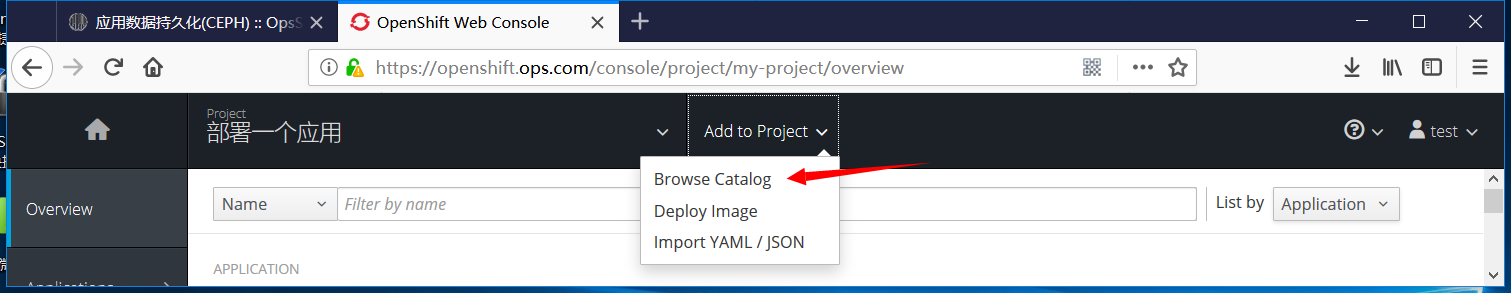 应用数据持久化(CEPH) :: OpsS
OpenShift Web Console
https://openshift.ops.com/console/project/my-project/overview
Project
部署一个应用
Add to Project
test
Browse Catalog
Deploy Image
Import YAML / JSON
Overview
Name
Filter by name
List by
Application
APPLICATION
Applications